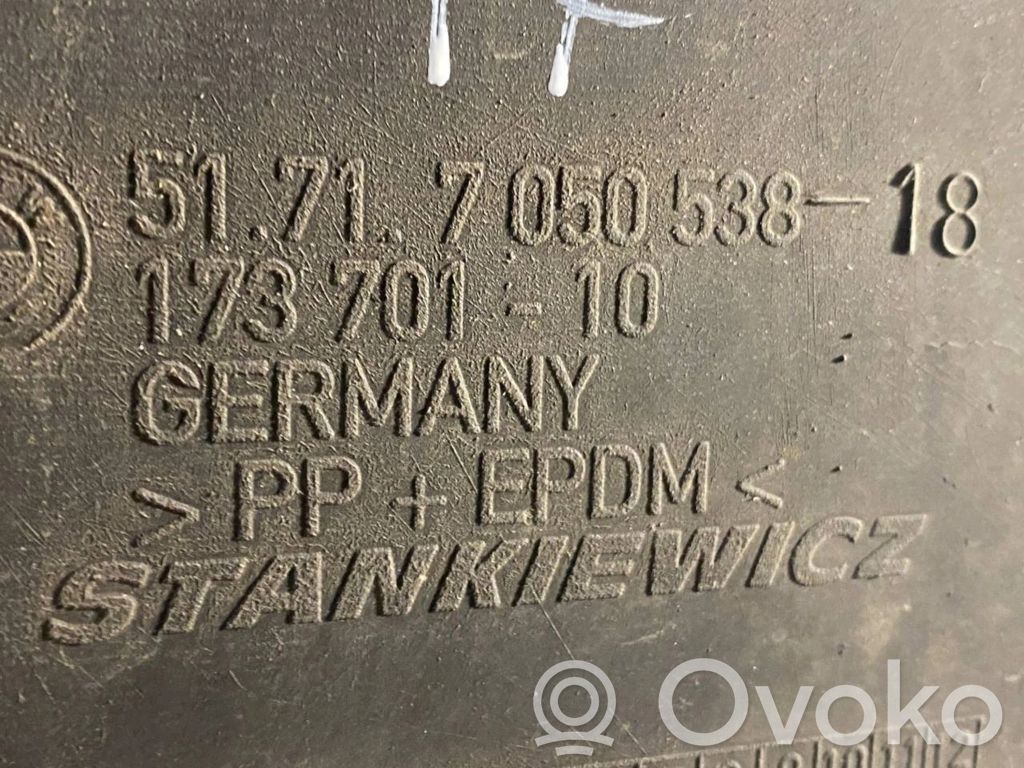 51.71.7 050 538-18
173 701 - 10
GERMANY
> PP + EPDM <
STANKIEWICZ
Ovoko